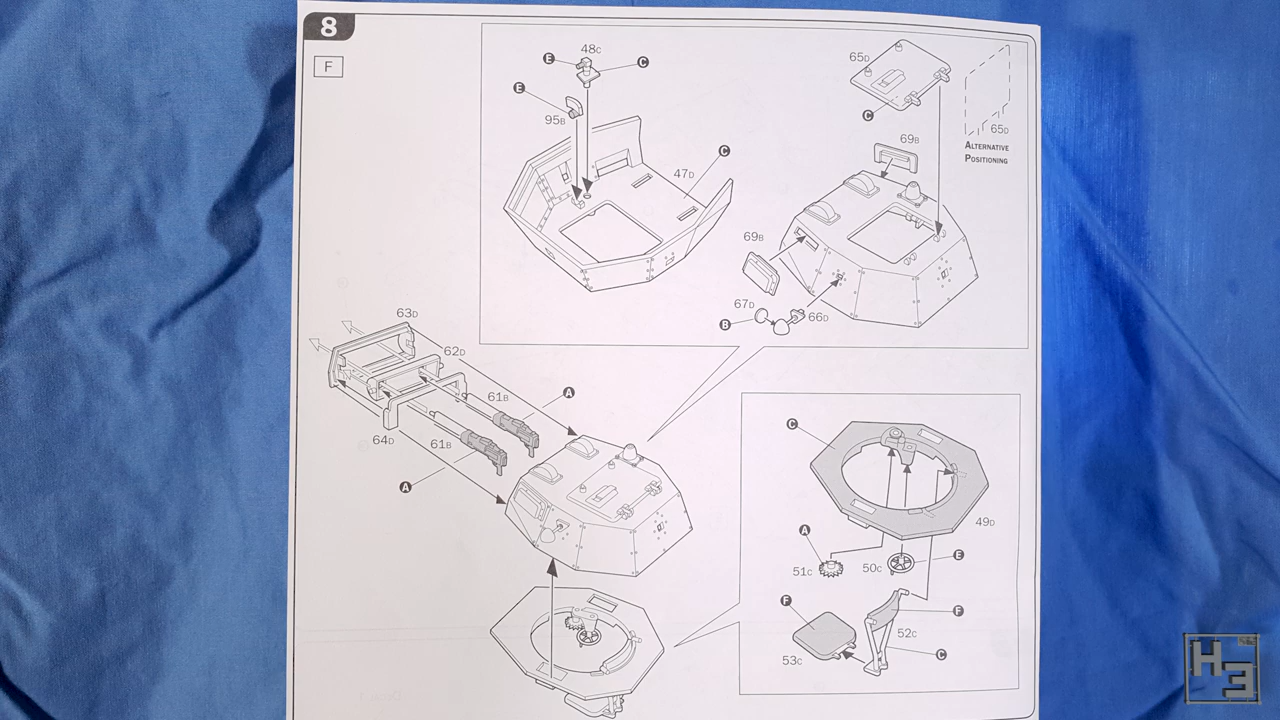 8
F
48C
E
C
E
95B
C
47D
65D
C
69B
65D
ALTERNATIVE
POSITIONING
69B
67D
B
66D
63D
62D
61B
A
64D
61B
A
C
49D
A
51C
50C
E
F
F
52C
53C
C
H3